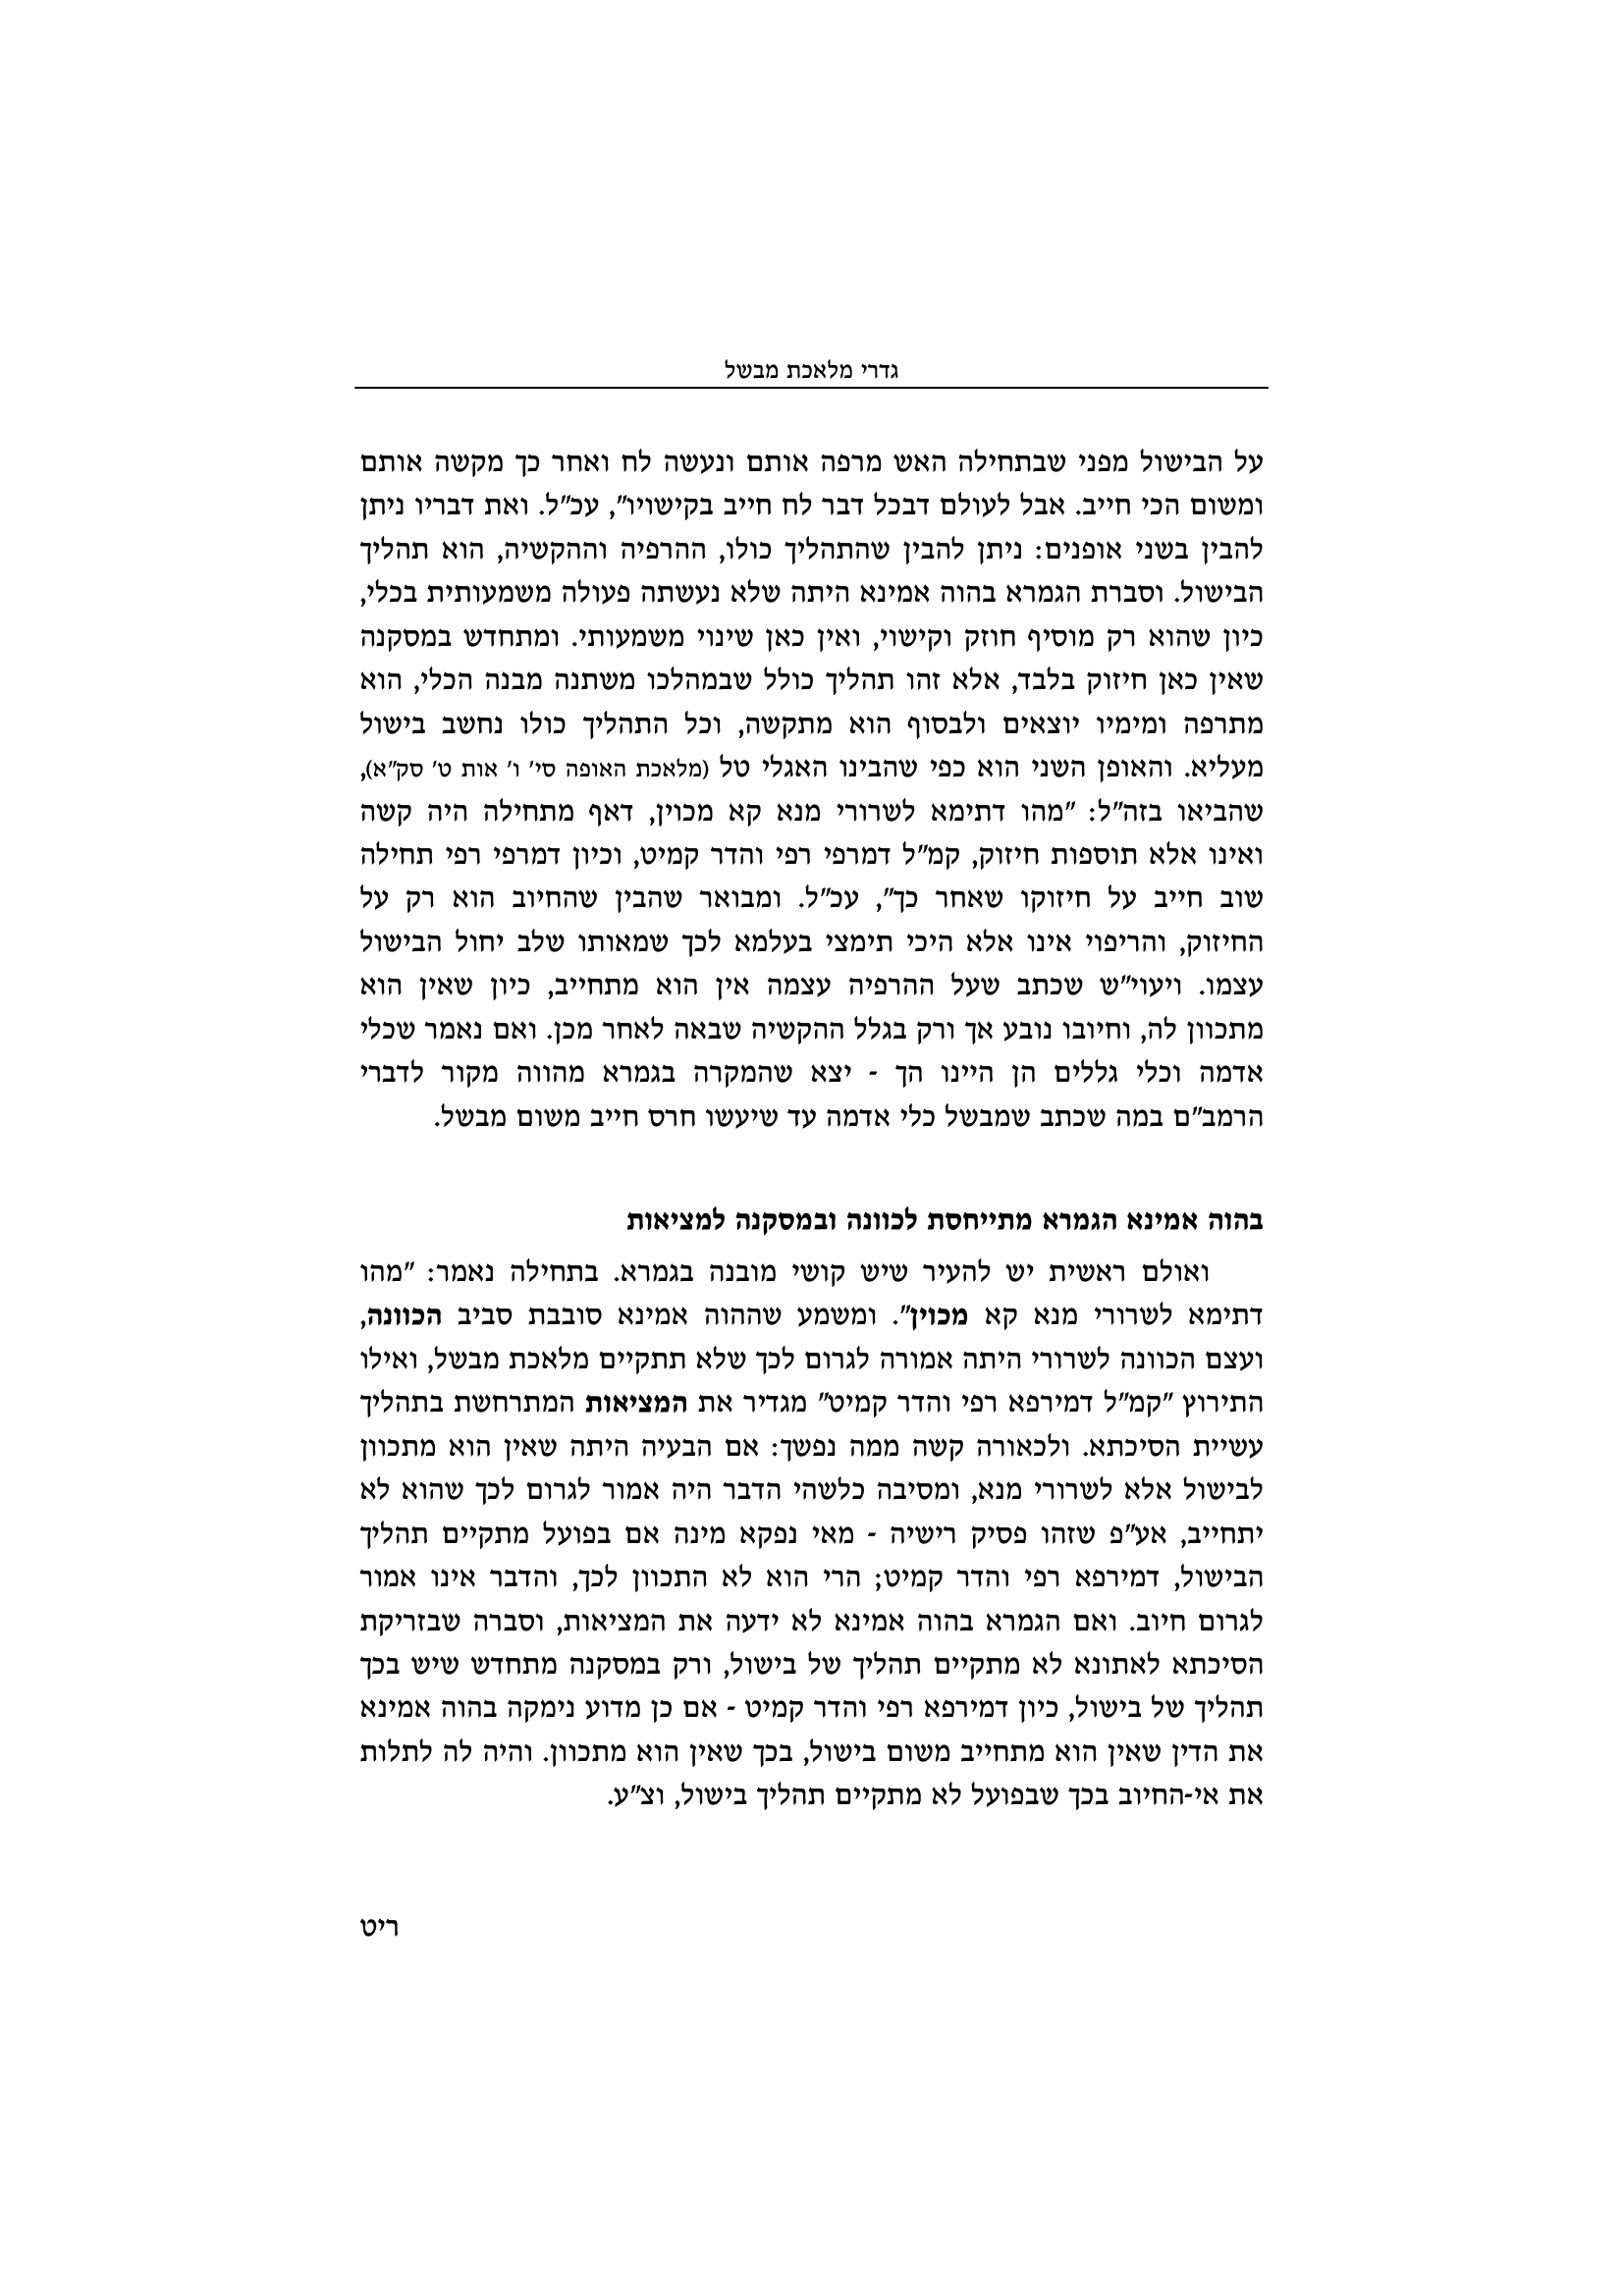 גדרי מלאכת מבשל
על הבישול מפני שבתחילה האש מרפה אותם ונעשה לח ואחר כך מקשה אותם
ומשום הכי חייב. אבל לעולם דבכל דבר לח חייב בקישויו", עכ"ל. ואת דבריו ניתן
להבין בשני אופנים: ניתן להבין שהתהליך כולו, ההרפיה וההקשיה, הוא תהליך
הבישול. וסברת הגמרא בהוה אמינא היתה שלא נעשתה פעולה משמעותית בכלי,
כיון שהוא רק מוסיף חוזק וקישוי, ואין כאן שינוי משמעותי. ומתחדש במסקנה
שאין כאן חיזוק בלבד, אלא זהו תהליך כולל שבמהלכו משתנה מבנה הכלי, הוא
מתרפה ומימיו יוצאים ולבסוף הוא מתקשה, וכל התהליך כולו נחשב בישול
מעליא. והאופן השני הוא כפי שהבינו האגלי טל (מלאכת האופה סי' ו' אות ט' סק"א),
שהביאו בזה"ל: "מהו דתימא לשרורי מנא קא מכוין, דאף מתחילה היה קשה
ואינו אלא תוספות חיזוק, קמ"ל דמרפי רפי והדר קמיט, וכיון דמרפי רפי תחילה
שוב חייב על חיזוקו שאחר כך", עכ"ל. ומבואר שהבין שהחיוב הוא רק על
החיזוק, והריפוי אינו אלא היכי תימצי בעלמא לכך שמאותו שלב יחול הבישול
עצמו. ויעוי"ש שכתב שעל ההרפיה עצמה אין הוא מתחייב, כיון שאין הוא
מתכוון לה, וחיובו נובע אך ורק בגלל ההקשיה שבאה לאחר מכן. ואם נאמר שכלי
אדמה וכלי גללים הן היינו הך - יצא שהמקרה בגמרא מהווה מקור לדברי
הרמב"ם במה שכתב שמבשל כלי אדמה עד שיעשו חרס חייב משום מבשל.
בהוה אמינא הגמרא מתייחסת לכוונה ובמסקנה למציאות
ואולם ראשית יש להעיר שיש קושי מובנה בגמרא. בתחילה נאמר: "מהו
דתימא לשרורי מנא קא מכוין". ומשמע שההוה אמינא סובבת סביב הכוונה,
ועצם הכוונה לשרורי היתה אמורה לגרום לכך שלא תתקיים מלאכת מבשל, ואילו
התירוץ "קמ"ל דמירפא רפי והדר קמיט" מגדיר את המציאות המתרחשת בתהליך
עשיית הסיכתא. ולכאורה קשה ממה נפשך: אם הבעיה היתה שאין הוא מתכוון
לבישול אלא לשרורי מנא, ומסיבה כלשהי הדבר היה אמור לגרום לכך שהוא לא
יתחייב, אע"פ שזהו פסיק רישיה - מאי נפקא מינה אם בפועל מתקיים תהליך
הבישול, דמירפא רפי והדר קמיט; הרי הוא לא התכוון לכך, והדבר אינו אמור
לגרום חיוב. ואם הגמרא בהוה אמינא לא ידעה את המציאות, וסברה שבזריקת
הסיכתא לאתונא לא מתקיים תהליך של בישול, ורק במסקנה מתחדש שיש בכך
תהליך של בישול, כיון דמירפא רפי והדר קמיט - אם כן מדוע נימקה בהוה אמינא
את הדין שאין הוא מתחייב משום בישול, בכך שאין הוא מתכוון. והיה לה לתלות
את אי-החיוב בכך שבפועל לא מתקיים תהליך בישול, וצ"ע.
ריט